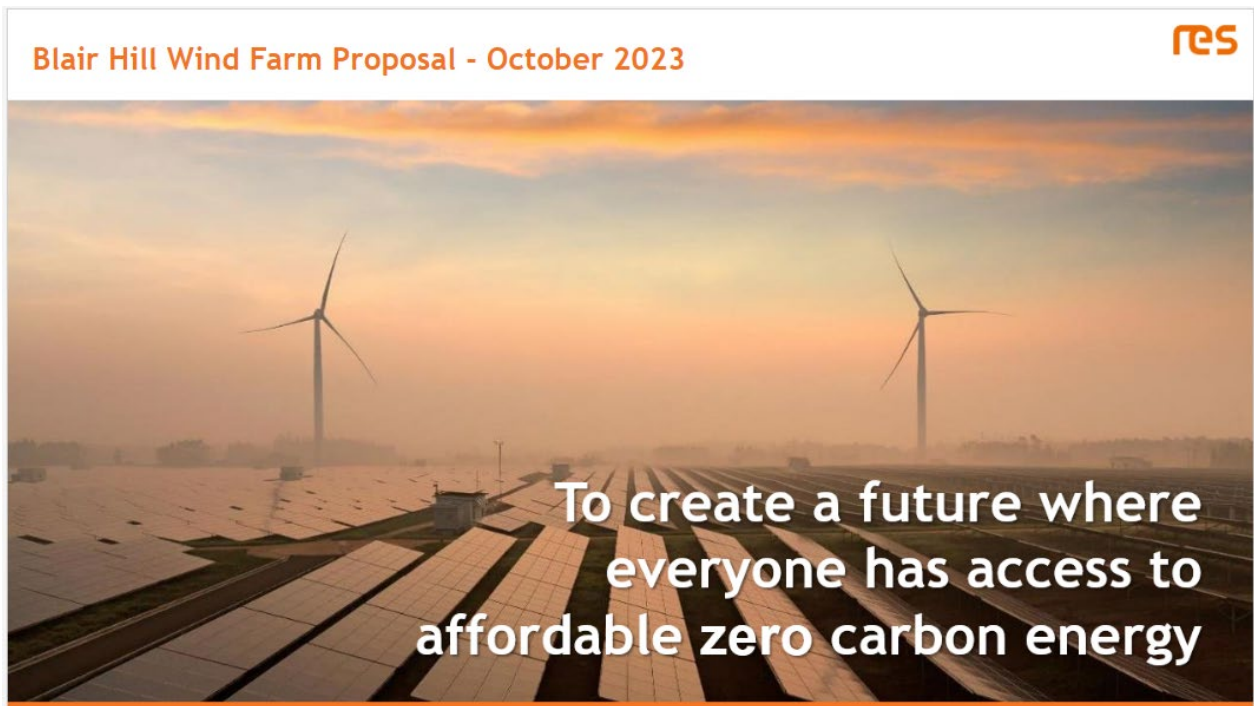 Blair Hill Wind Farm Proposal - October 2023
res
To create a future where
everyone has access to
affordable zero carbon energy